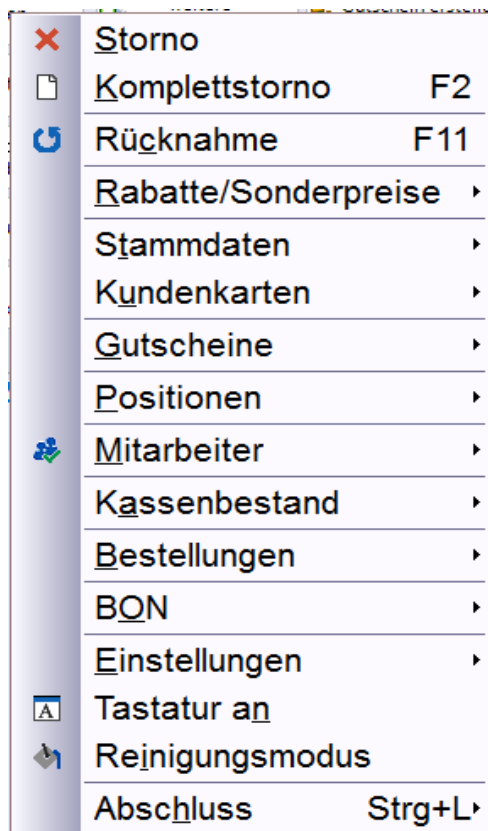 Storno
Komplettstorno F2
Rücknahme F11
Rabatte/Sonderpreise
Stammdaten
Kundenkarten
Gutscheine
Positionen
Mitarbeiter
Kassenbestand
Bestellungen
BON
Einstellungen
A Tastatur an
Reinigungsmodus
Abschluss Strg+L